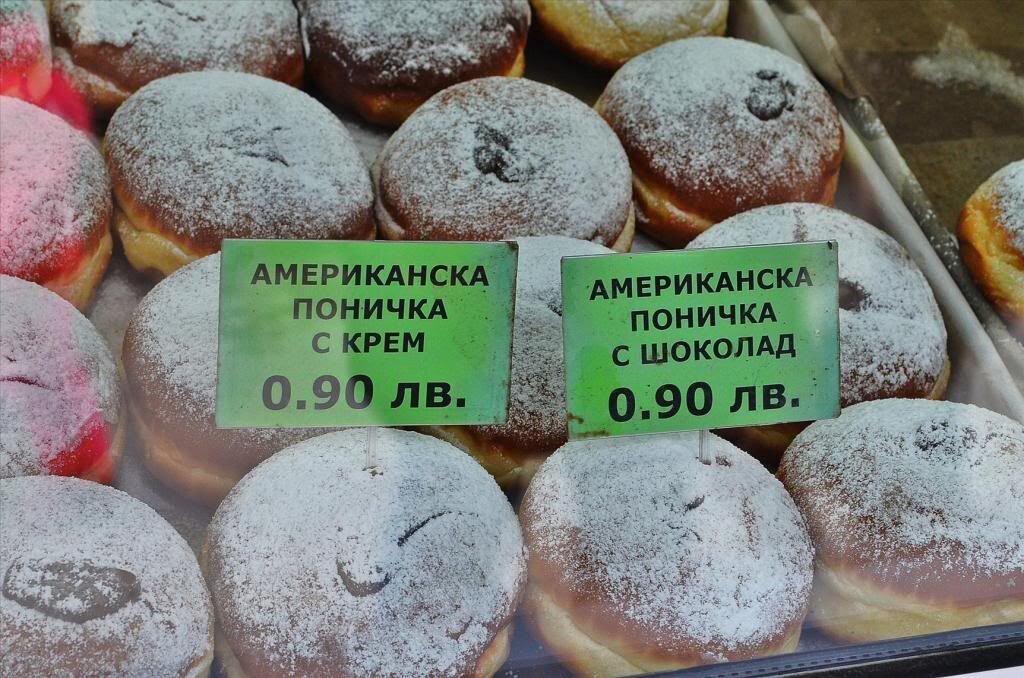 АМЕРИКАНСКА
ПОНИЧКА
С КРЕМ
0.90 лв.
АМЕРИКАНСКА
ПОНИЧКА
С ШОКОЛАД
0.90 лв.